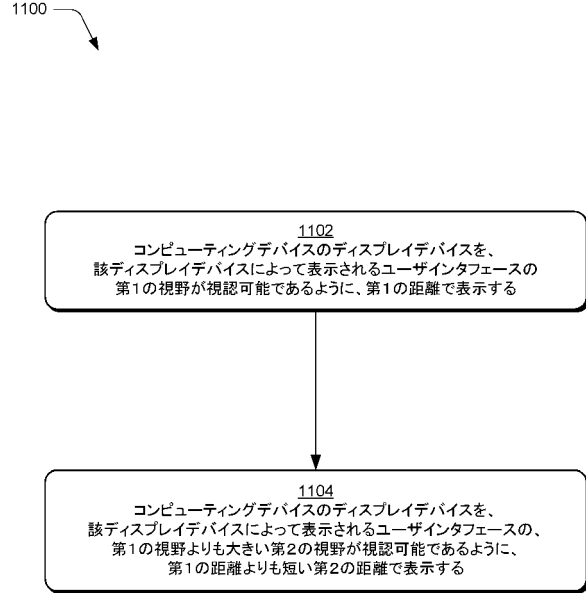 1100
1102
コンピューティングデバイスのディスプレイデバイスを、
該ディスプレイデバイスによって表示されるユーザインタフェースの
第1の視野が視認可能であるように、第1の距離で表示する
1104
コンピューティングデバイスのディスプレイデバイスを、
該ディスプレイデバイスによって表示されるユーザインタフェースの、
第1の視野よりも大きい第2の視野が視認可能であるように、
第1の距離よりも短い第2の距離で表示する